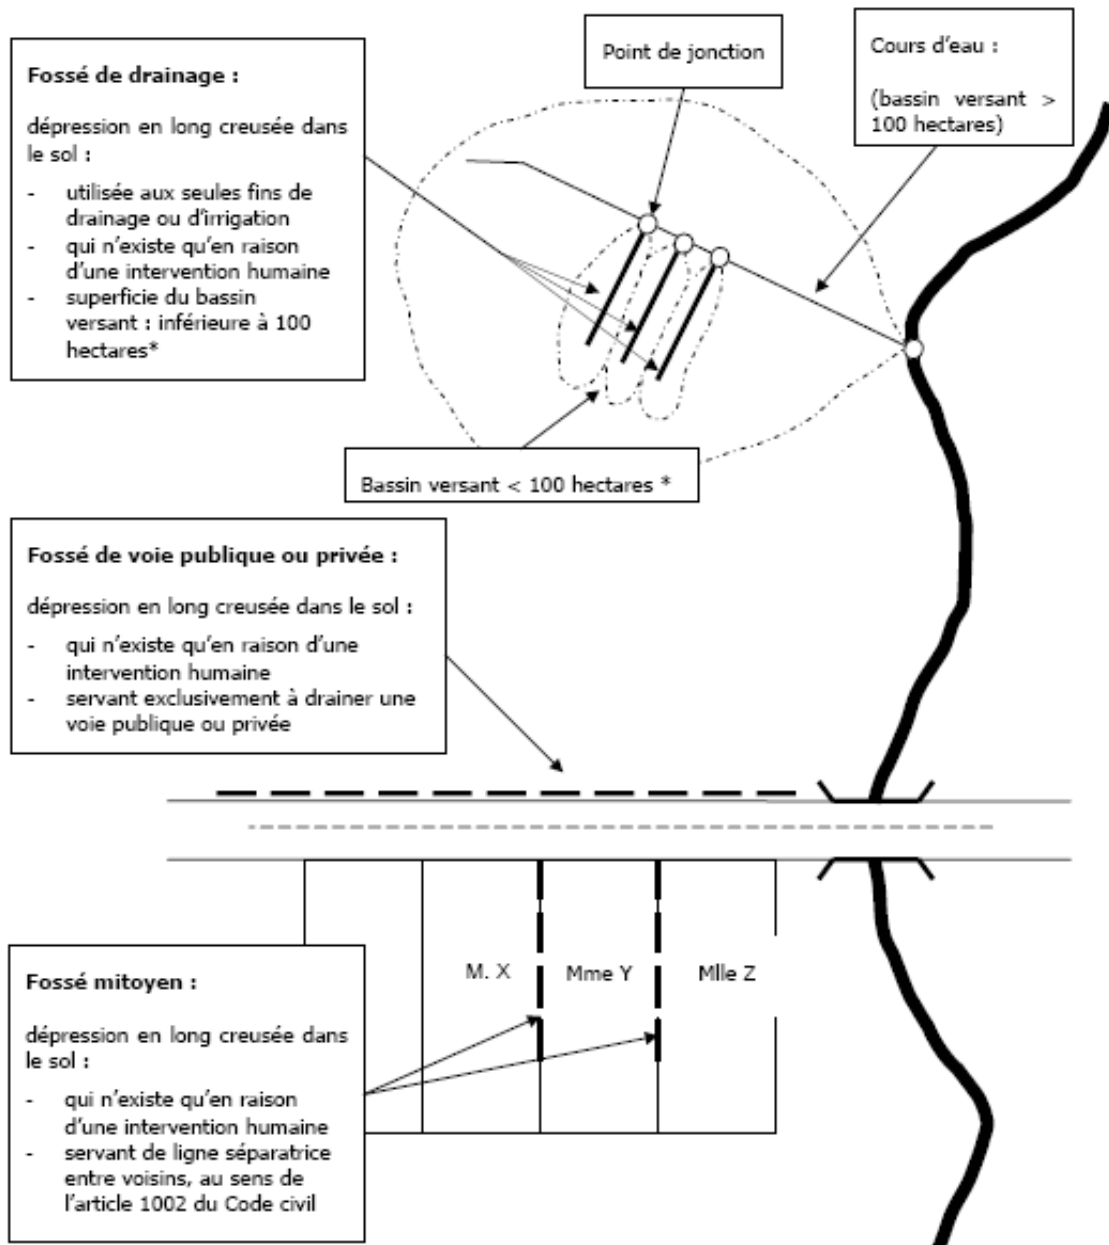 Fossé de drainage :
dépression en long creusée dans
le sol :
- utilisée aux seules fins de
drainage ou d'irrigation
- qui n'existe qu'en raison
d'une intervention humaine
- superficie du bassin
versant : inférieure à 100
hectares*
Point de jonction
Cours d'eau :
(bassin versant >
100 hectares)
Bassin versant < 100 hectares *
Fossé de voie publique ou privée :
dépression en long creusée dans le sol :
- qui n'existe qu'en raison d'une
intervention humaine
- servant exclusivement à drainer une
voie publique ou privée
M. X
Mme Y
Mlle Z
Fossé mitoyen :
dépression en long creusée dans
le sol :
- qui n'existe qu'en raison
d'une intervention humaine
- servant de ligne séparatrice
entre voisins, au sens de
l'article 1002 du Code civil